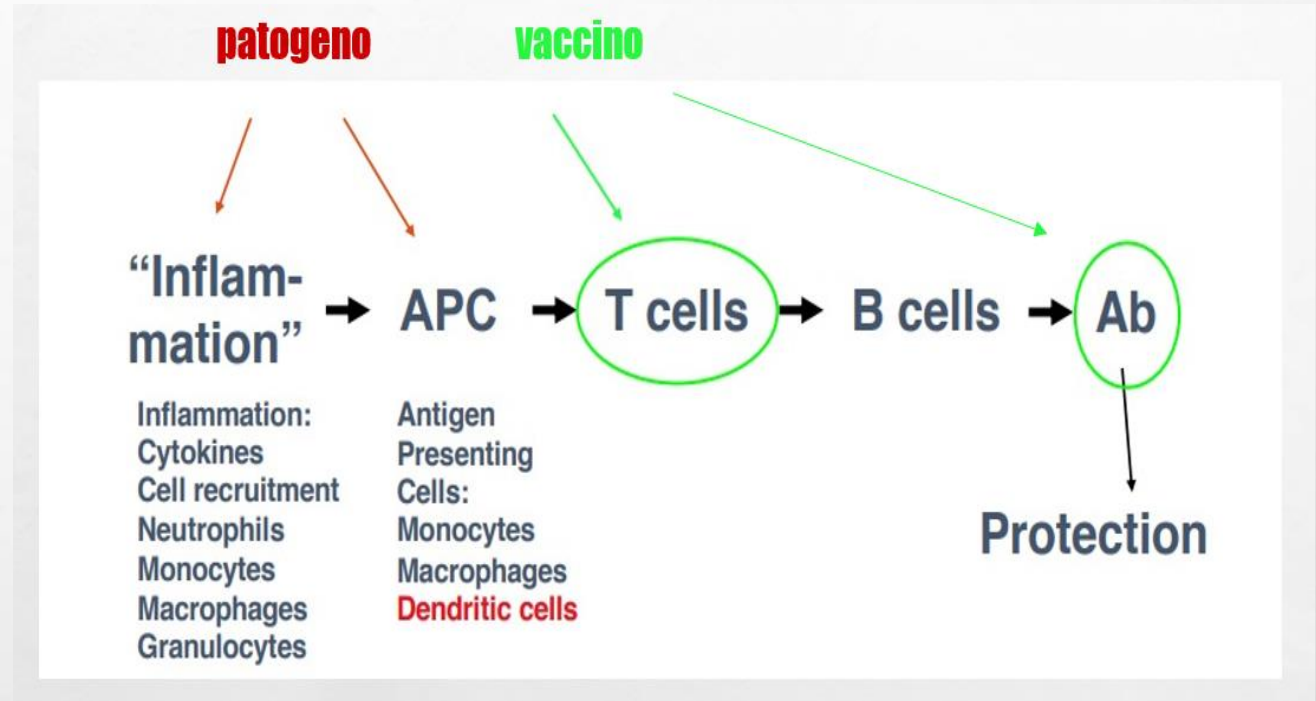 patogeno vaccino
“Inflam-
mation”
APC
T cells
B cells
Ab
Inflammation:
Cytokines
Cell recruitment
Neutrophils
Monocytes
Macrophages
Granulocytes
Antigen
Presenting
Cells:
Monocytes
Macrophages
Dendritic cells
Protection